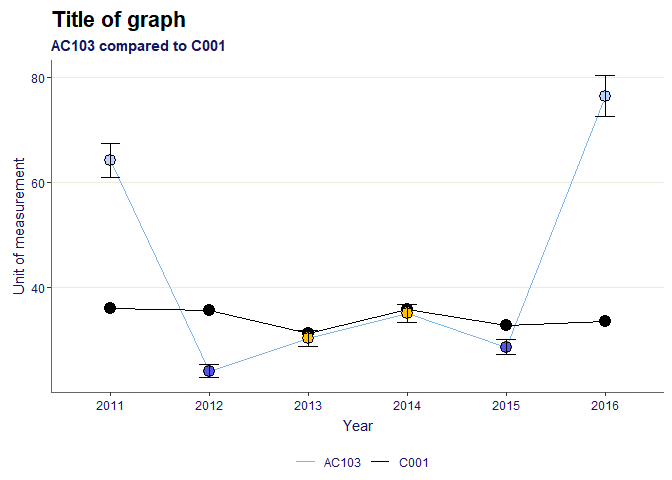 Title of graph
AC103 compared to C001
Unit of measurement
80
60
40
2011 2012 2013 2014 2015 2016
Year
AC103 C001